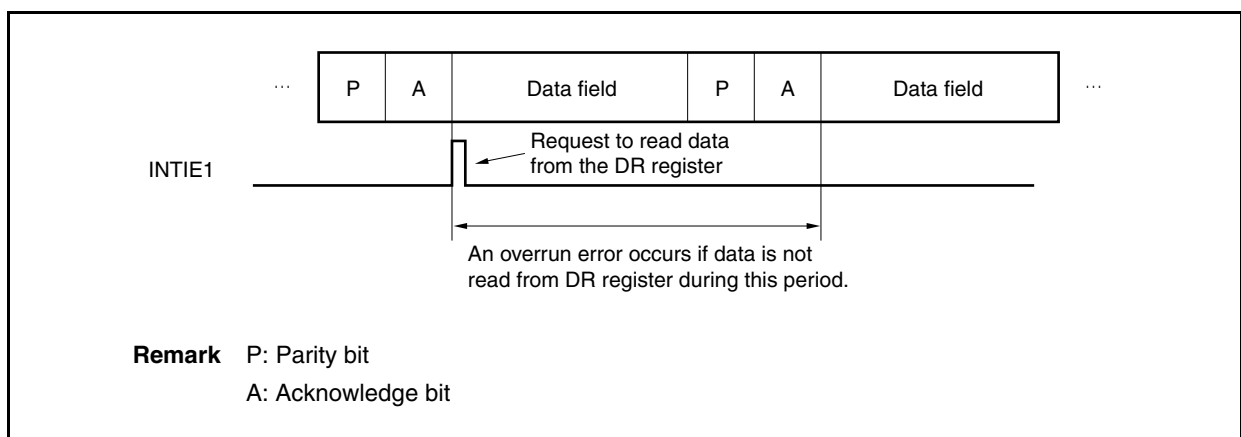 … P A Data field P A Data field …
Request to read data
from the DR register
INTIE1
An overrun error occurs if data is not
read from DR register during this period.
Remark P: Parity bit
A: Acknowledge bit